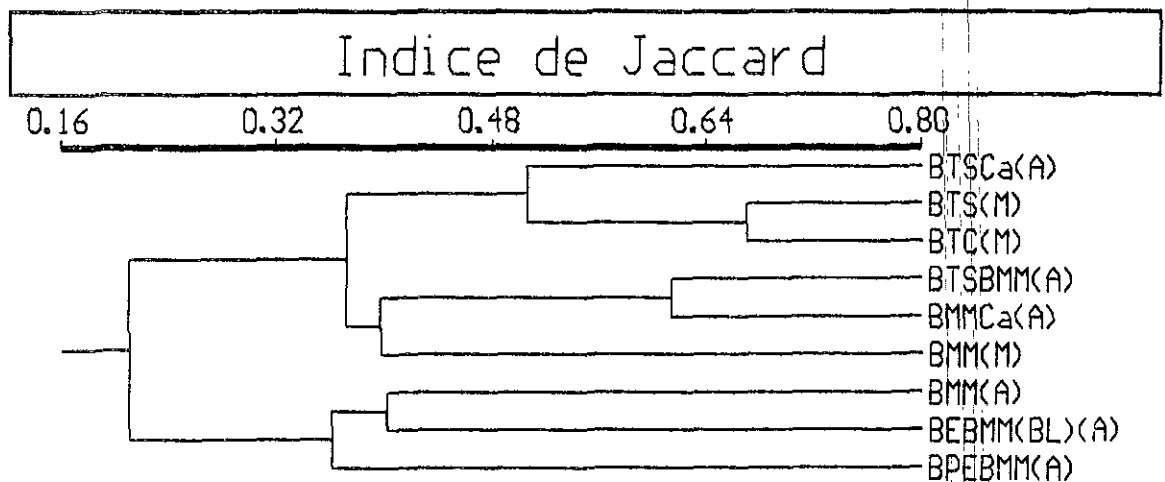 Indice de Jaccard
0.16 0.32 0.48 0.64 0.80
BTSCa(A)
BTS(M)
BTC(M)
BTSBMM(A)
BMMCa(A)
BMM(M)
BMM(A)
BEBMM(BL)(A)
BPEBMM(A)